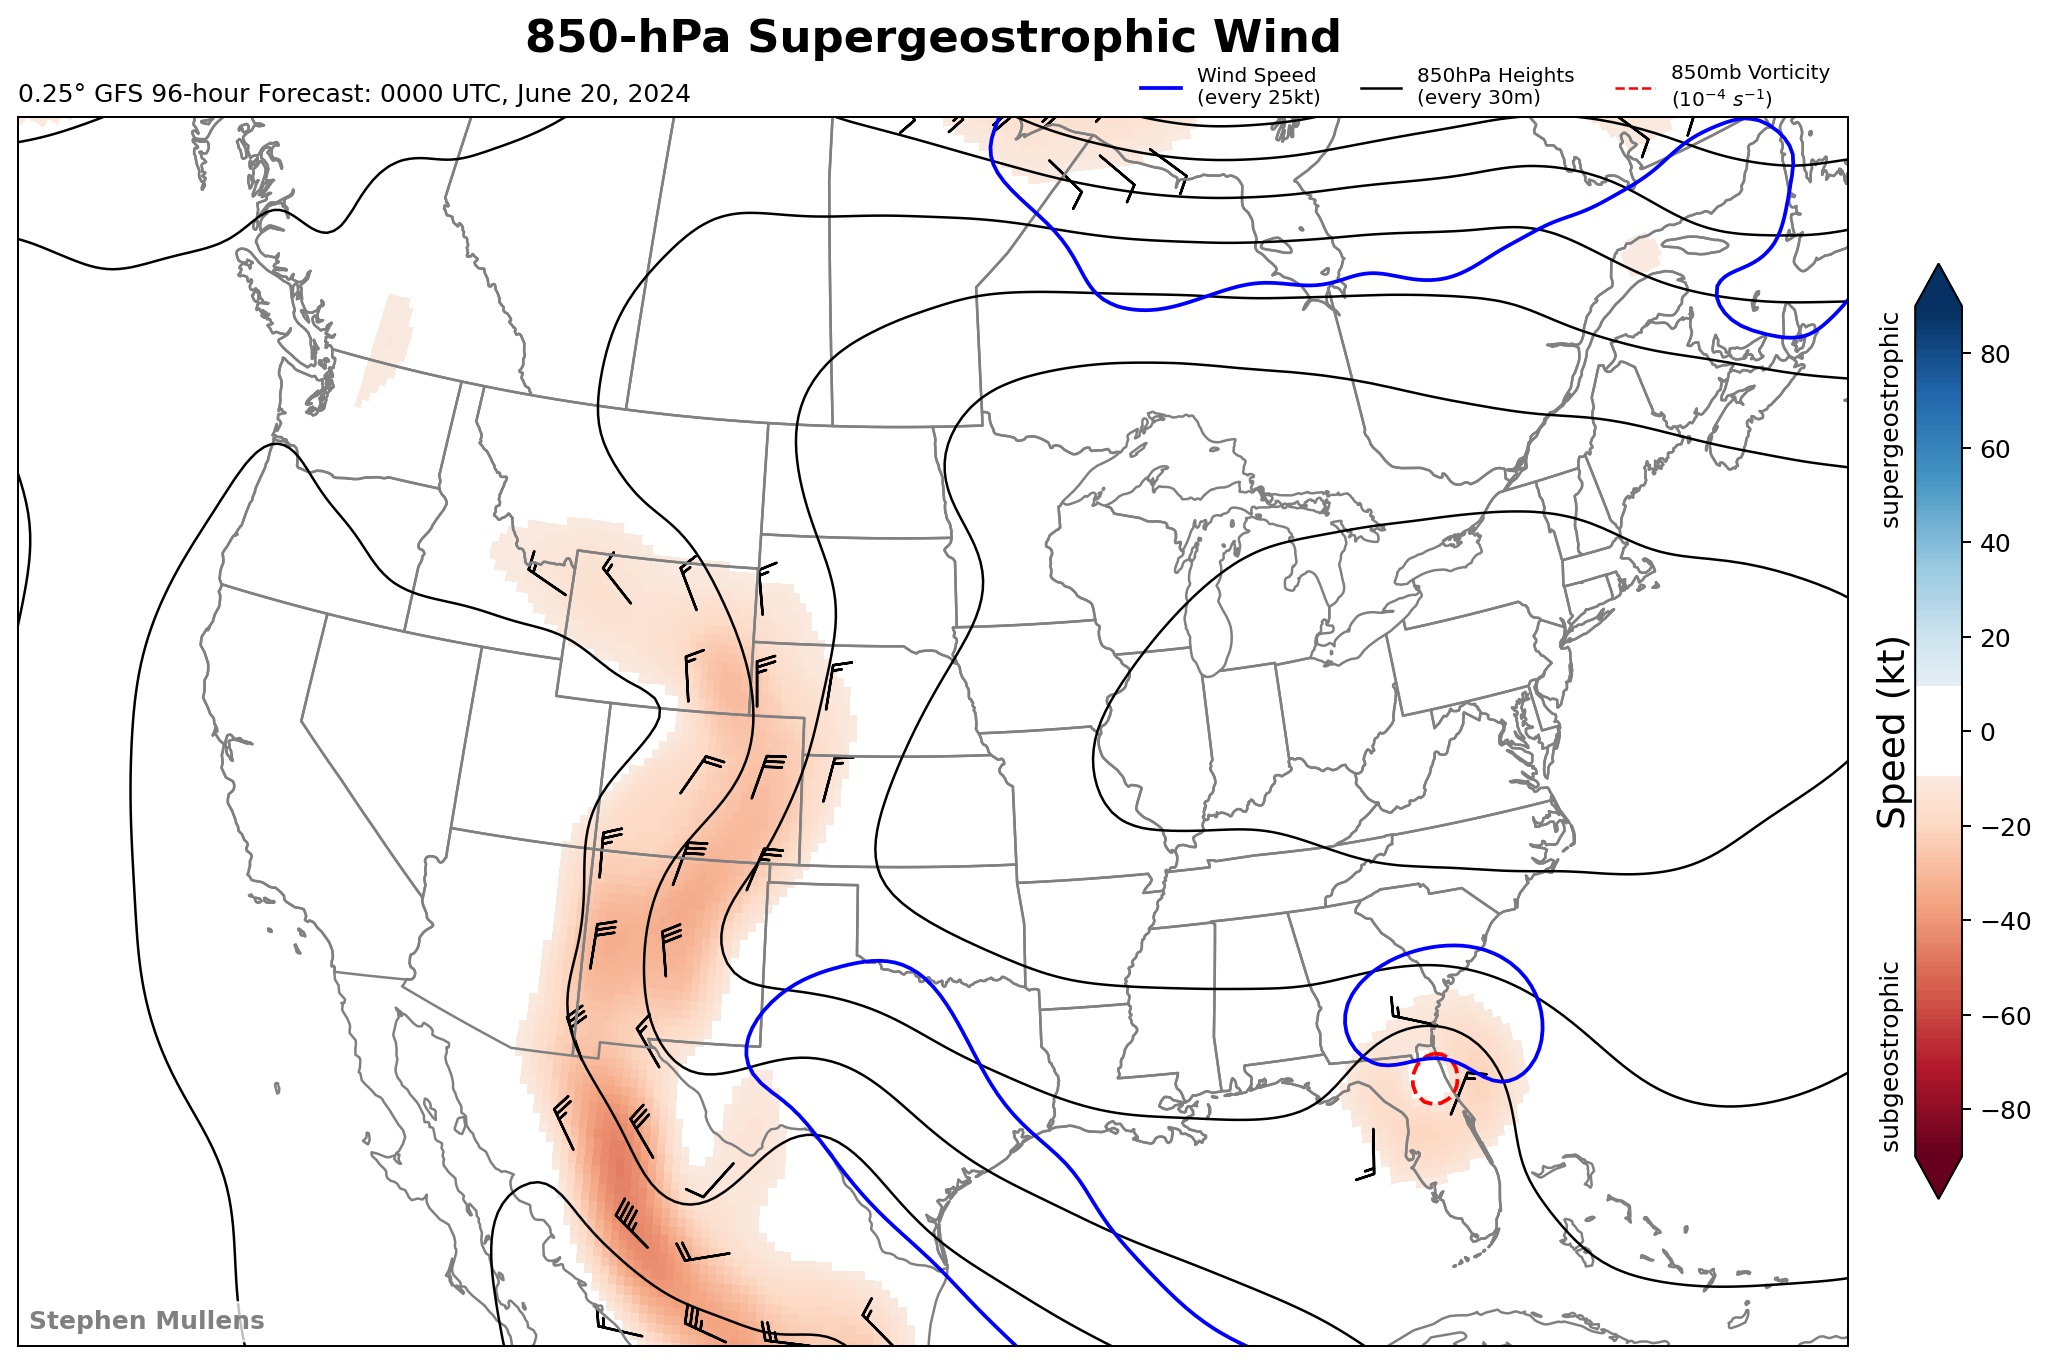 850-hPa Supergeostrophic Wind
0.25° GFS 96-hour Forecast: 0000 UTC, June 20, 2024
Wind Speed
(every 25kt)
850hPa Heights
(every 30m)
850mb Vorticity
(10⁻⁴ s⁻¹)
supergeostrophic
Speed (kt)
subgeostrophic
80
60
40
20
0
−20
−40
−60
−80
Stephen Mullens